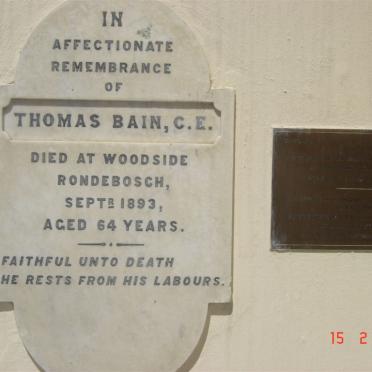 IN
AFFECTIONATE
REMEMBRANCE
OF
THOMAS BAIN, C.E.
DIED AT WOODSIDE
RONDEBOSCH,
SEPTR 1893,
AGED 64 YEARS.
FAITHFUL UNTO DEATH
HE RESTS FROM HIS LABOURS.
15 2